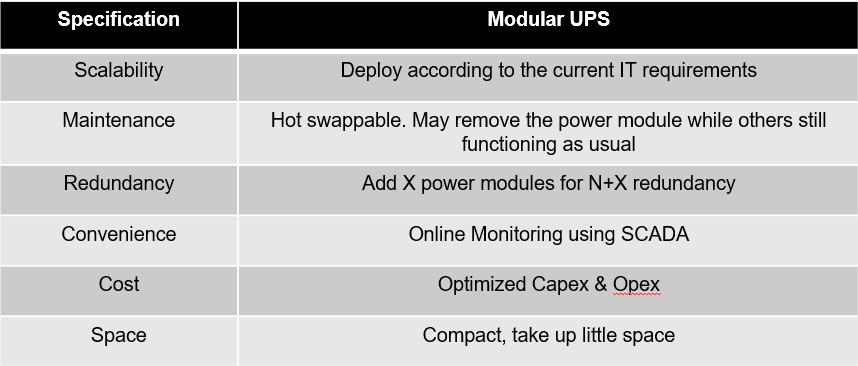 Specification Modular UPS
Scalability Deploy according to the current IT requirements
Maintenance Hot swappable. May remove the power module while others still
functioning as usual
Redundancy Add X power modules for N+X redundancy
Convenience Online Monitoring using SCADA
Cost Optimized Capex & Opex
Space Compact, take up little space